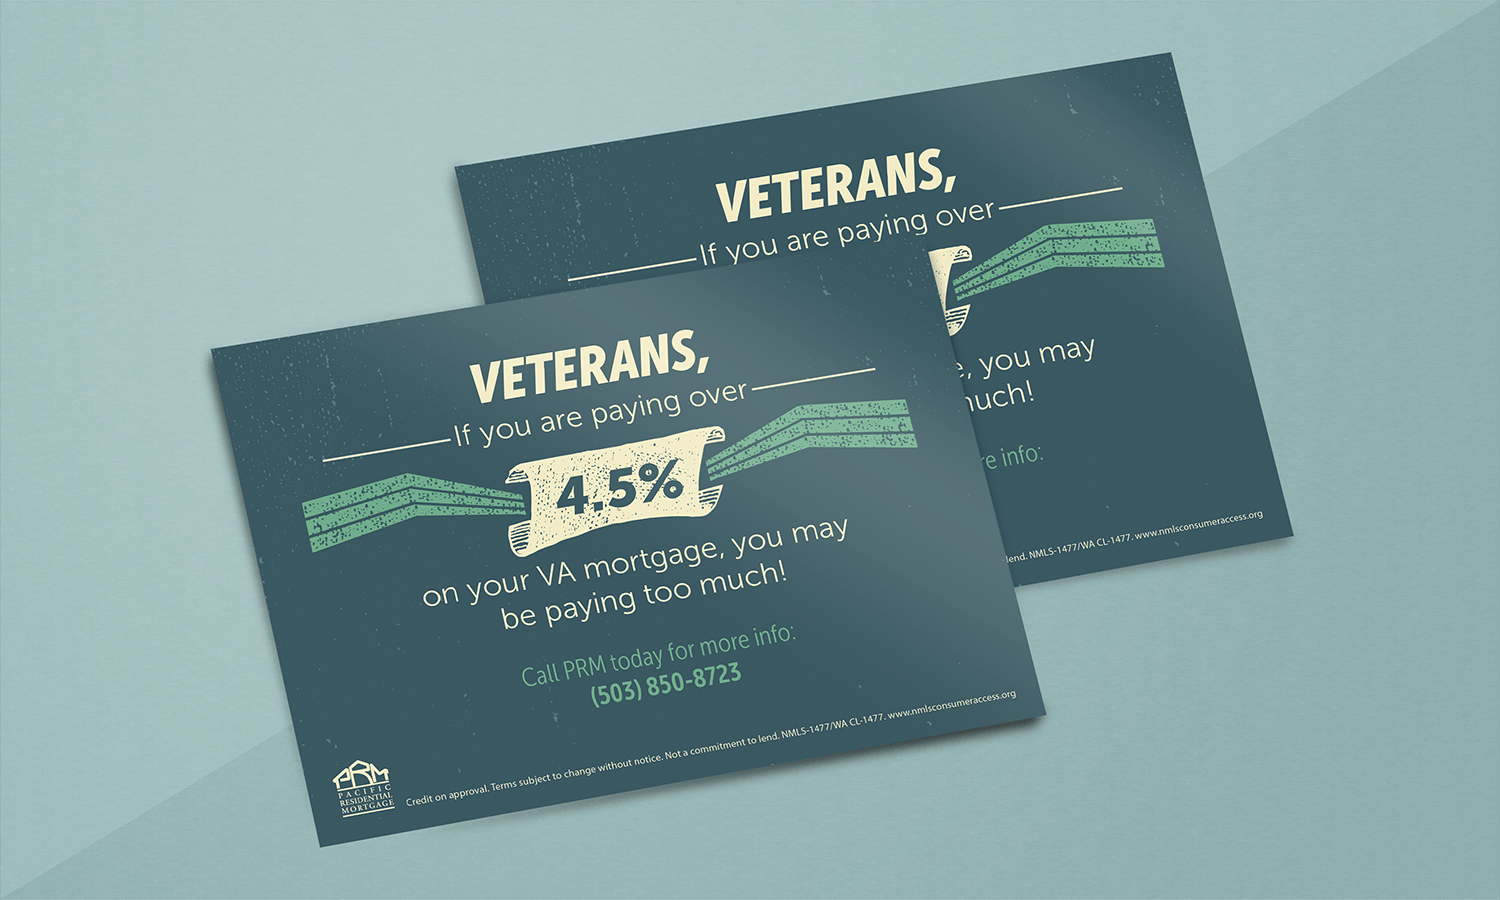 VETERANS,
If you are paying over
4.5%
on your VA mortgage, you may
be paying too much!
Call PRM today for more info:
(503) 850-8723
PRM
PACIFIC
RESIDENTIAL
MORTGAGE
Credit on approval. Terms subject to change without notice. Not a commitment to lend. NMLS-1477/WA CL-1477. www.nmlsconsumeraccess.org
VETERANS,
If you are paying over
, you may
much!
re info:
lend. NMLS-1477/WA CL-1477. www.nmlsconsumeraccess.org